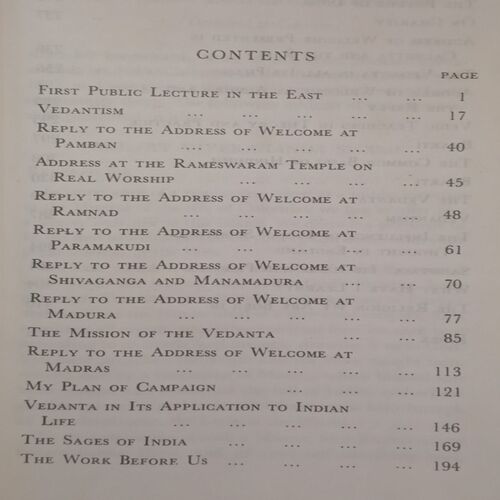 CONTENTS
PAGE
FIRST PUBLIC LECTURE IN THE EAST ... ... 1
VEDANTISM ... ... ... ... ... 17
REPLY TO THE ADDRESS OF WELCOME AT
PAMBAN ... ... ... ... 40
ADDRESS AT THE RAMESWARAM TEMPLE ON
REAL WORSHIP ... ... ... ... 45
REPLY TO THE ADDRESS OF WELCOME AT
RAMNAD ... ... ... ... ... 48
REPLY TO THE ADDRESS OF WELCOME AT
PARAMAKUDI ... ... ... ... 61
REPLY TO THE ADDRESS OF WELCOME AT
SHIVAGANGA AND MANAMADURA ... ... 70
REPLY TO THE ADDRESS OF WELCOME AT
MADURA ... ... ... ... ... 77
THE MISSION OF THE VEDANTA ... ... 85
REPLY TO THE ADDRESS OF WELCOME AT
MADRAS ... ... ... ... ... 113
MY PLAN OF CAMPAIGN ... ... ... 121
VEDANTA IN ITS APPLICATION TO INDIAN
LIFE ... ... ... ... ... 146
THE SAGES OF INDIA ... ... ... ... 169
THE WORK BEFORE US ... ... ... ... 194